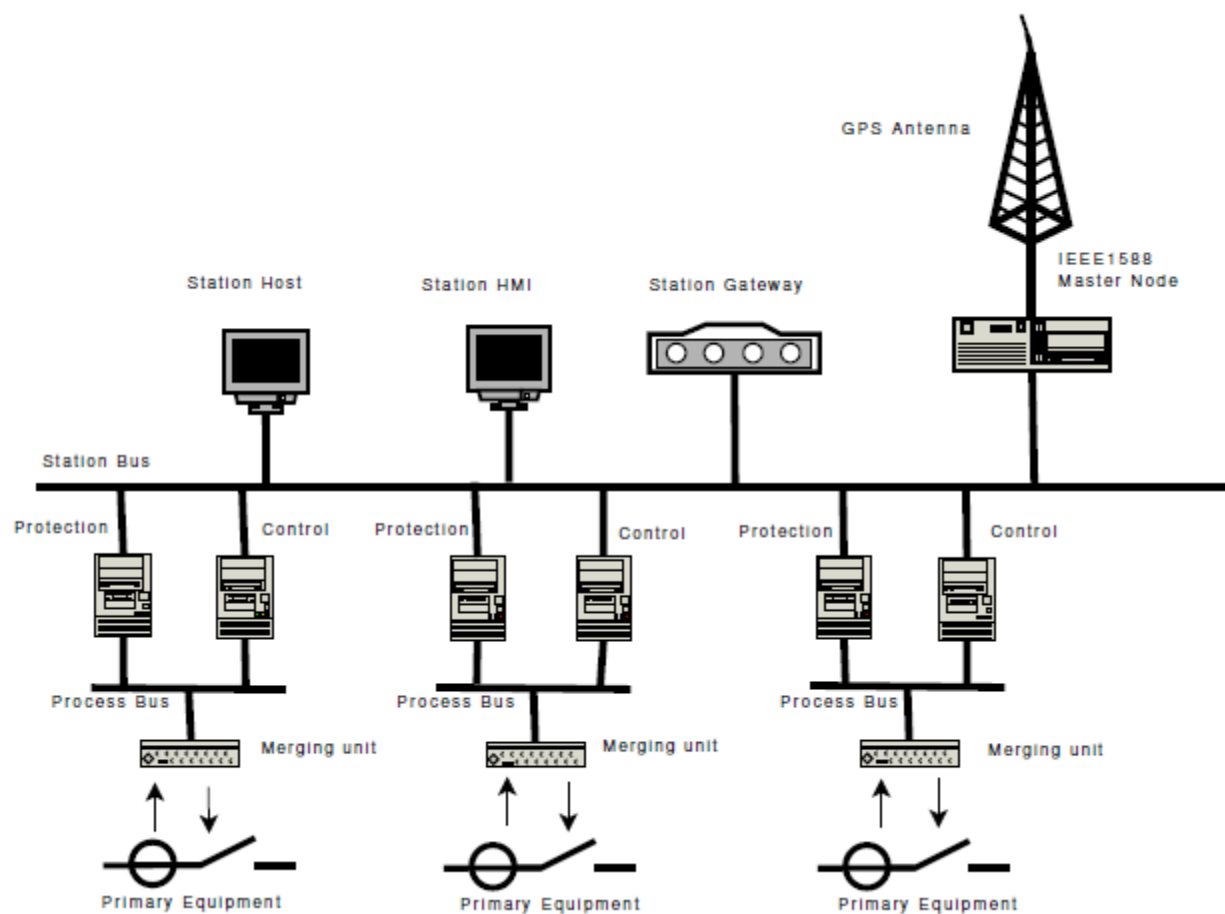 GPS Antenna
IEEE1588
Master Node
Station Host
Station HMI
Station Gateway
Station Bus
Protection
Control
Protection
Control
Protection
Control
Process Bus
Process Bus
Process Bus
Merging unit
Merging unit
Merging unit
Primary Equipment
Primary Equipment
Primary Equipment